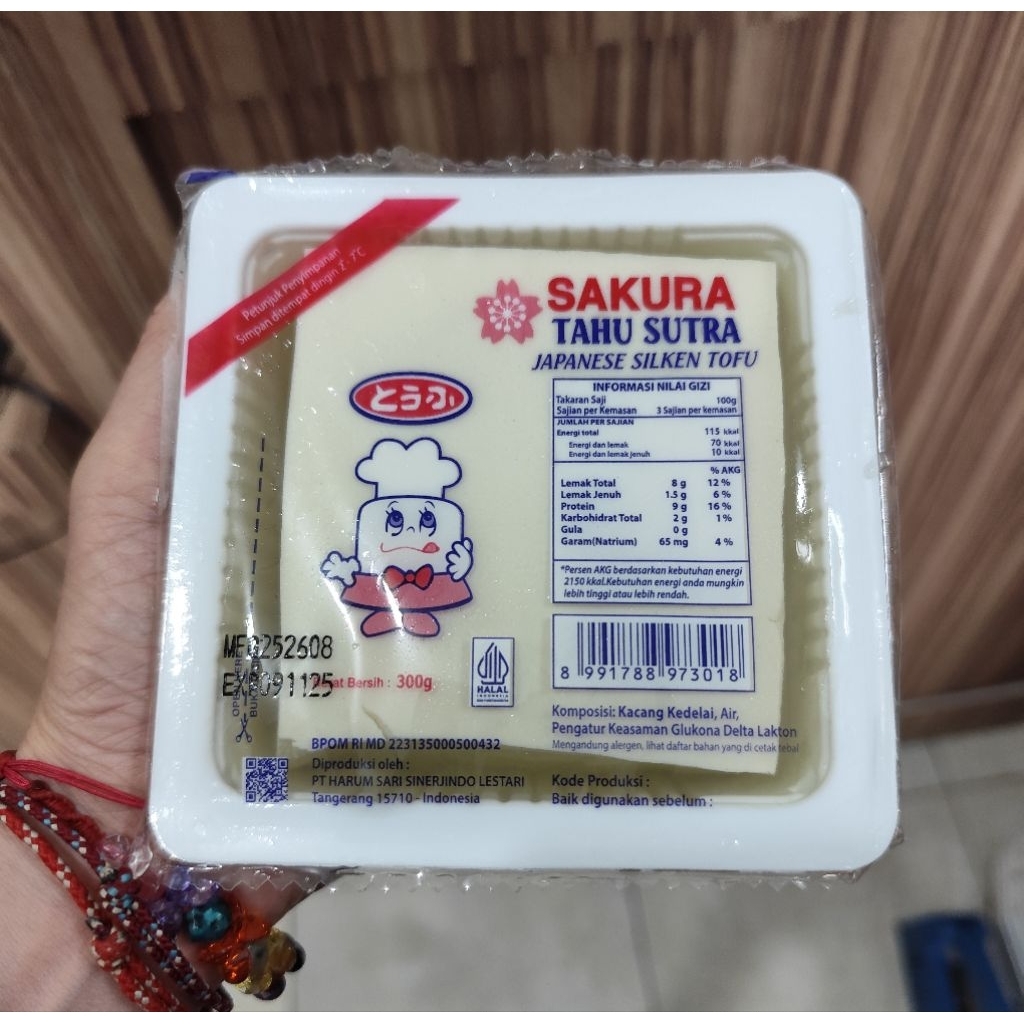 Petunjuk Penyimpanan
Simpan ditempat dingin 2° 7°C
SAKURA
TAHU SUTRA
JAPANESE SILKEN TOFU
とうふ
INFORMASI NILAI GIZI
Takaran Saji 100g
Sajian per Kemasan 3 Sajian per kemasan
JUMLAH PER SAJIAN
Energi total 115 kkal
Energi dan lemak 70 kkal
Energi dan lemak jenuh 10 kkal
% AKG
Lemak Total 8 g 12 %
Lemak Jenuh 1.5 g 6 %
Protein 9 g 16 %
Karbohidrat Total 2 g 1 %
Gula 0 g
Garam(Natrium) 65 mg 4 %
*Persen AKG berdasarkan kebutuhan energi
2150 kkal.Kebutuhan energi anda mungkin
lebih tinggi atau lebih rendah.
8 991788 973018
HALAL
INDONESIA
252608
091125
Bersih : 300g
Komposisi: Kacang Kedelai, Air,
Pengatur Keasaman Glukona Delta Lakton
Mengandung alergen, lihat daftar bahan yang di cetak tebal
BPOM RI MD 223135000500432
Diproduksi oleh :
PT HARUM SARI SINERJINDO LESTARI
Tangerang 15710 - Indonesia
Kode Produksi :
Baik digunakan sebelum :